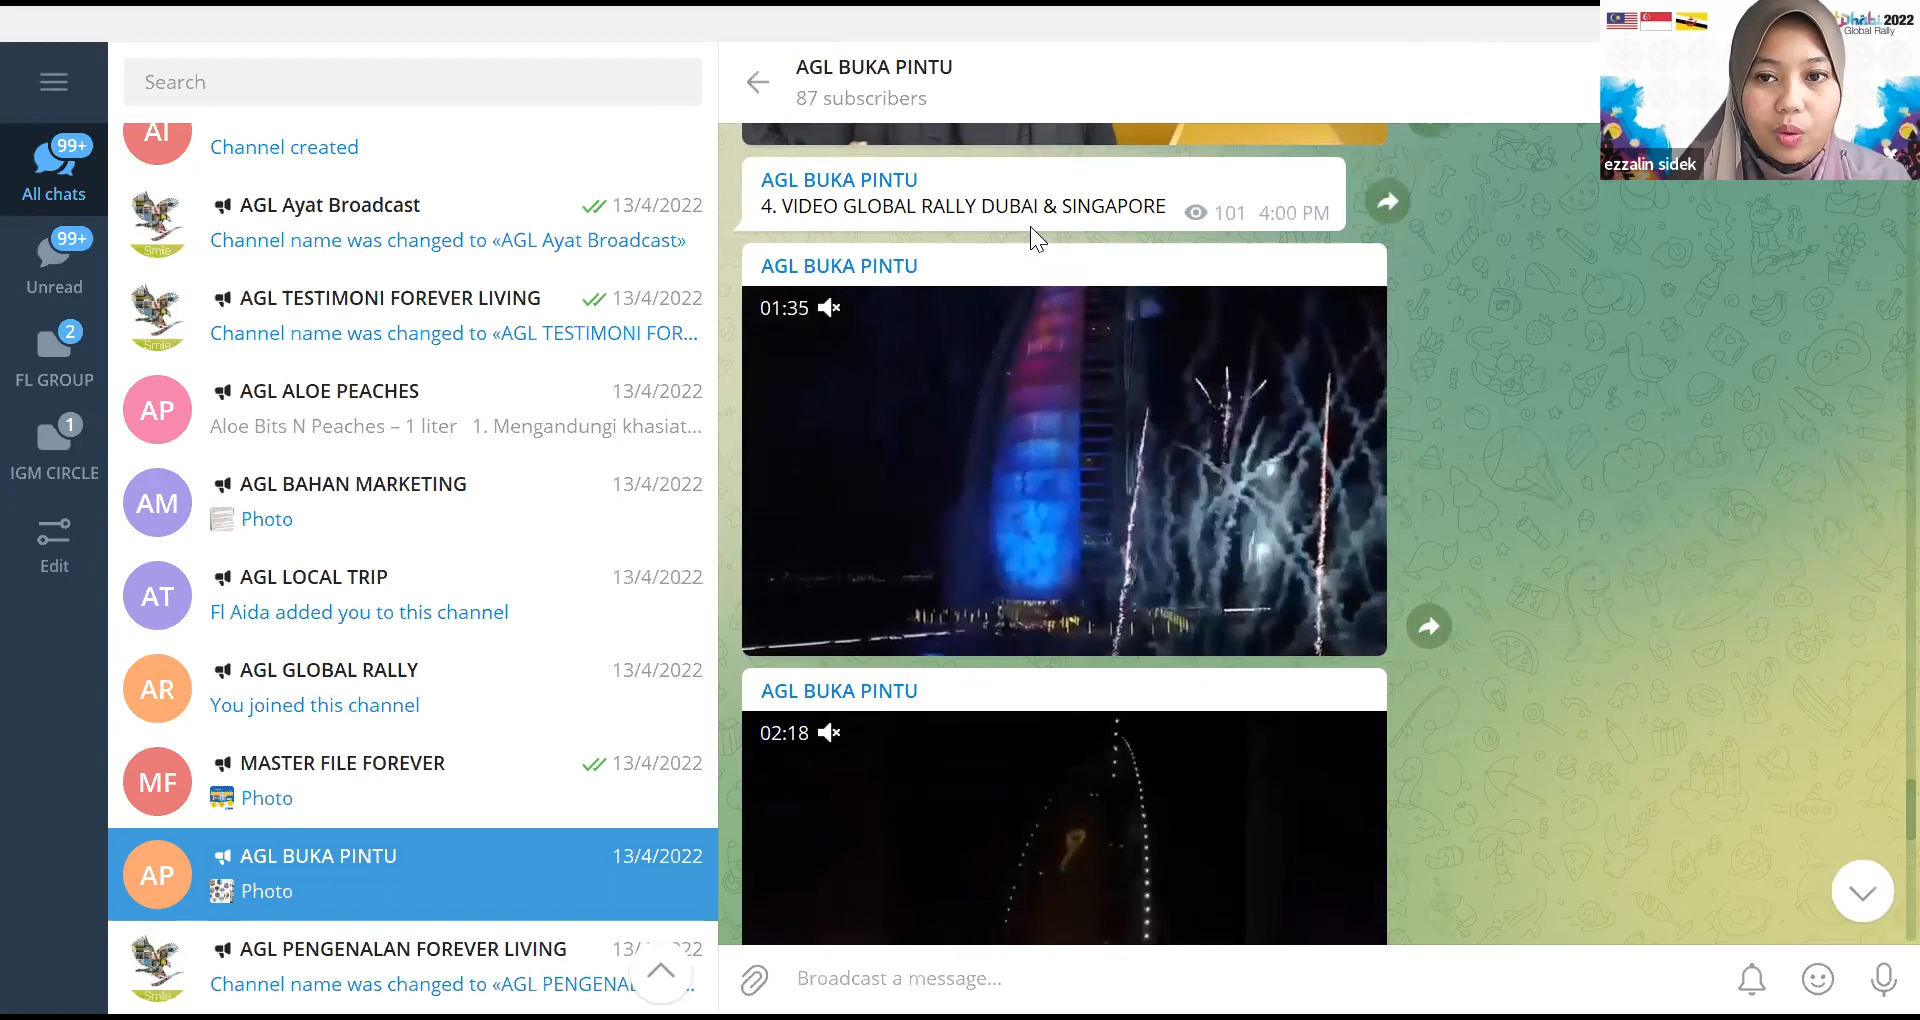 Search
AI
Channel created
99+
All chats
99+
Unread
2
FL GROUP
1
IGM CIRCLE
Edit
AGL Ayat Broadcast 13/4/2022
Channel name was changed to «AGL Ayat Broadcast»
Smile
AGL TESTIMONI FOREVER LIVING 13/4/2022
Channel name was changed to «AGL TESTIMONI FOR...
Smile
AP
AGL ALOE PEACHES 13/4/2022
Aloe Bits N Peaches – 1 liter 1. Mengandungi khasiat...
AM
AGL BAHAN MARKETING 13/4/2022
Photo
AT
AGL LOCAL TRIP 13/4/2022
Fl Aida added you to this channel
AR
AGL GLOBAL RALLY 13/4/2022
You joined this channel
MF
MASTER FILE FOREVER 13/4/2022
Photo
AP
AGL BUKA PINTU 13/4/2022
Photo
AGL PENGENALAN FOREVER LIVING 13/ 22
Channel name was changed to «AGL PENGENA
Smile
AGL BUKA PINTU
87 subscribers
AGL BUKA PINTU
4. VIDEO GLOBAL RALLY DUBAI & SINGAPORE 101 4:00 PM
AGL BUKA PINTU
01:35
AGL BUKA PINTU
02:18
Broadcast a message...
2022
Global Rally
ezzalin sidek